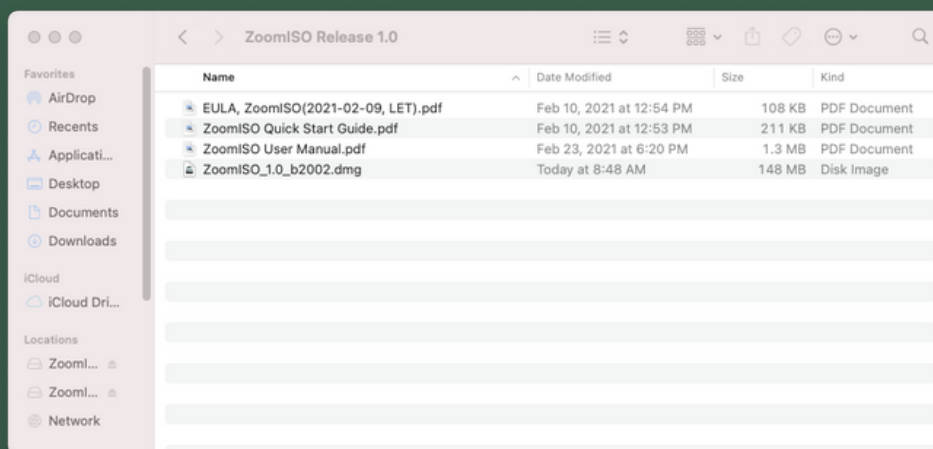 ZoomISO Release 1.0
Favorites
AirDrop
Recents
Applicati...
Desktop
Documents
Downloads
iCloud
iCloud Dri...
Locations
ZoomI...
ZoomI...
Network
Name Date Modified Size Kind
EULA, ZoomISO(2021-02-09, LET).pdf Feb 10, 2021 at 12:54 PM 108 KB PDF Document
ZoomISO Quick Start Guide.pdf Feb 10, 2021 at 12:53 PM 211 KB PDF Document
ZoomISO User Manual.pdf Feb 23, 2021 at 6:20 PM 1.3 MB PDF Document
ZoomISO_1.0_b2002.dmg Today at 8:48 AM 148 MB Disk Image